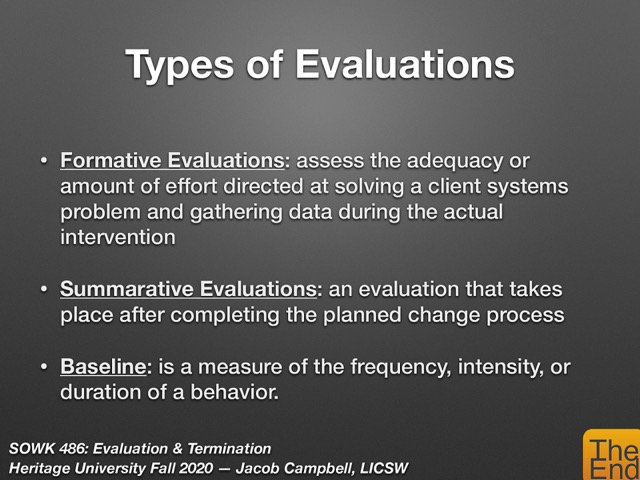 Types of Evaluations
• Formative Evaluations: assess the adequacy or
amount of effort directed at solving a client systems
problem and gathering data during the actual
intervention
• Summarative Evaluations: an evaluation that takes
place after completing the planned change process
• Baseline: is a measure of the frequency, intensity, or
duration of a behavior.
SOWK 486: Evaluation & Termination
Heritage University Fall 2020 — Jacob Campbell, LICSW
The
End